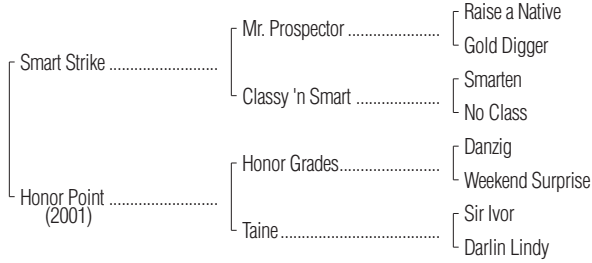 Raise a Native
Mr. Prospector ....................
Gold Digger
Smart Strike ........................
Smarten
Classy 'n Smart ..................
No Class
Danzig
Honor Grades......................
Weekend Surprise
Honor Point ........................
(2001)
Sir Ivor
Taine...................................
Darlin Lindy